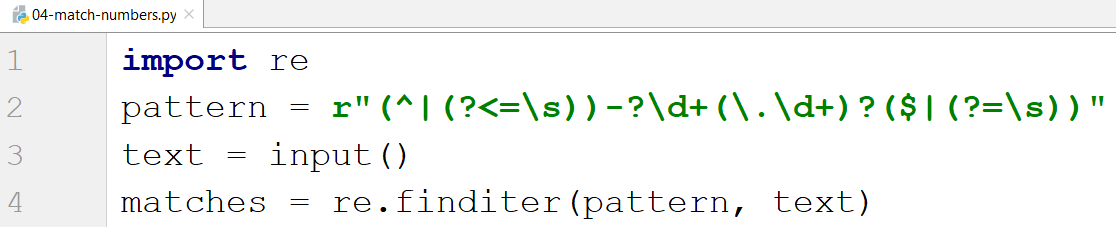 04-match-numbers.py
1 import re
2 pattern = r"(^|(?<=\s))-?\d+(\.\d+)?($|(?=\s))"
3 text = input()
4 matches = re.finditer(pattern, text)